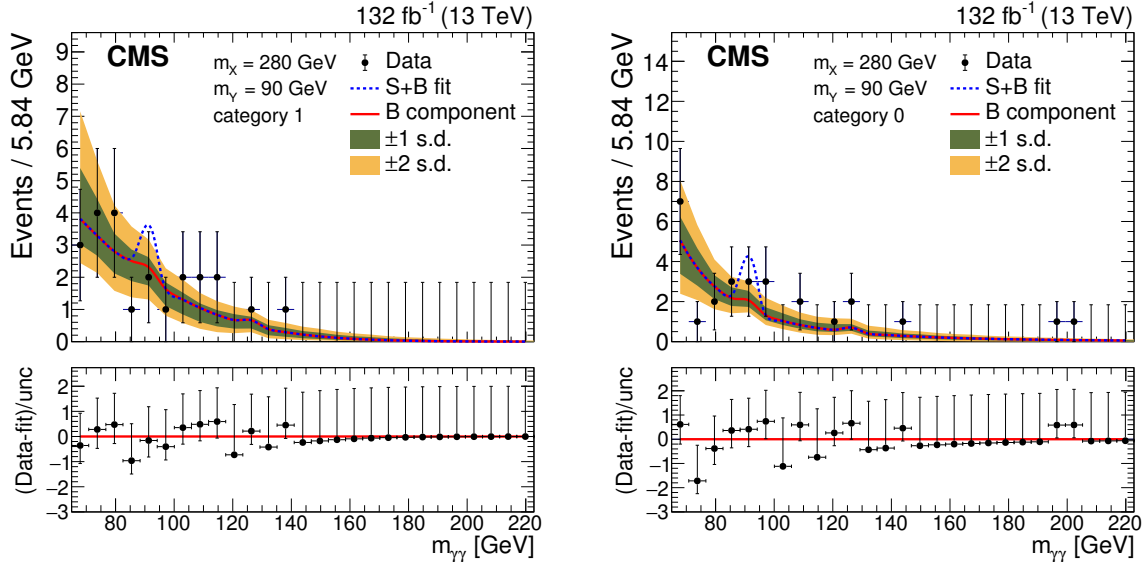 132 fb⁻¹ (13 TeV)
CMS
m_X = 280 GeV
m_Y = 90 GeV
category 1
Data
S+B fit
B component
±1 s.d.
±2 s.d.
Events / 5.84 GeV
9
8
7
6
5
4
3
2
1
0
(Data-fit)/unc
2
1
0
−1
−2
−3
80 100 120 140 160 180 200 220
m_γγ [GeV]
132 fb⁻¹ (13 TeV)
CMS
m_X = 280 GeV
m_Y = 90 GeV
category 0
Data
S+B fit
B component
±1 s.d.
±2 s.d.
Events / 5.84 GeV
14
12
10
8
6
4
2
0
(Data-fit)/unc
2
1
0
−1
−2
−3
80 100 120 140 160 180 200 220
m_γγ [GeV]